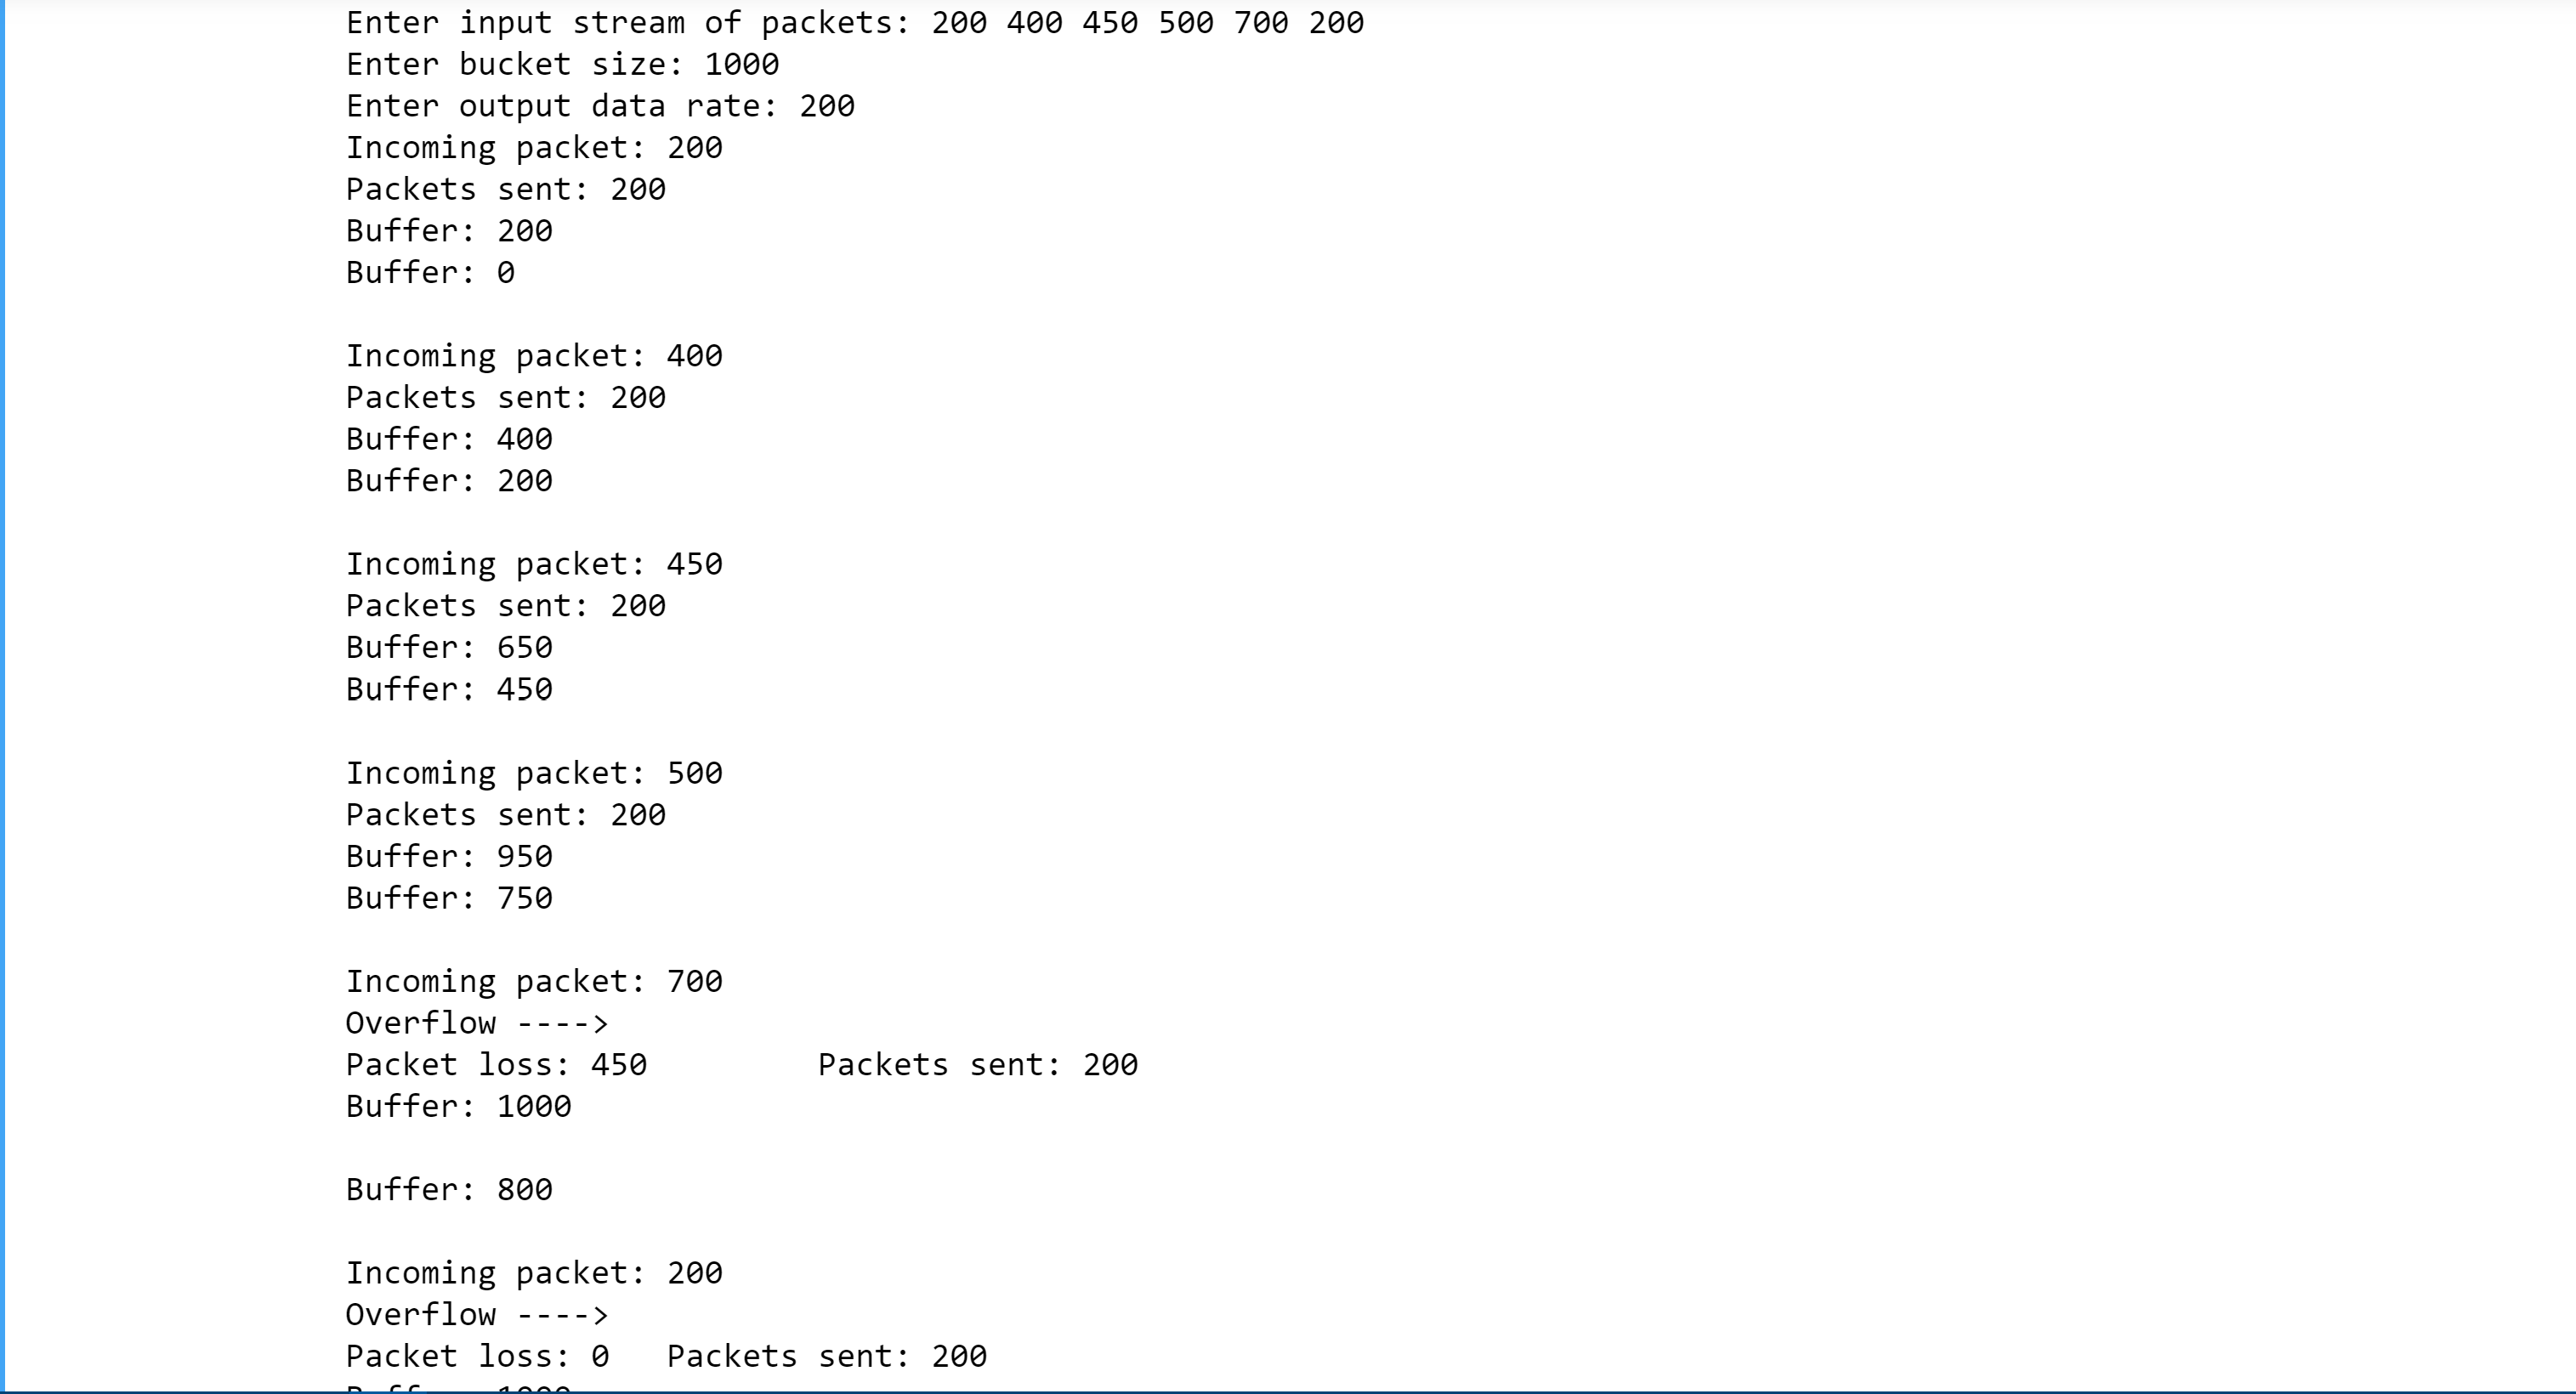 Enter input stream of packets: 200 400 450 500 700 200
Enter bucket size: 1000
Enter output data rate: 200
Incoming packet: 200
Packets sent: 200
Buffer: 200
Buffer: 0
Incoming packet: 400
Packets sent: 200
Buffer: 400
Buffer: 200
Incoming packet: 450
Packets sent: 200
Buffer: 650
Buffer: 450
Incoming packet: 500
Packets sent: 200
Buffer: 950
Buffer: 750
Incoming packet: 700
Overflow ---->
Packet loss: 450 Packets sent: 200
Buffer: 1000
Buffer: 800
Incoming packet: 200
Overflow ---->
Packet loss: 0 Packets sent: 200